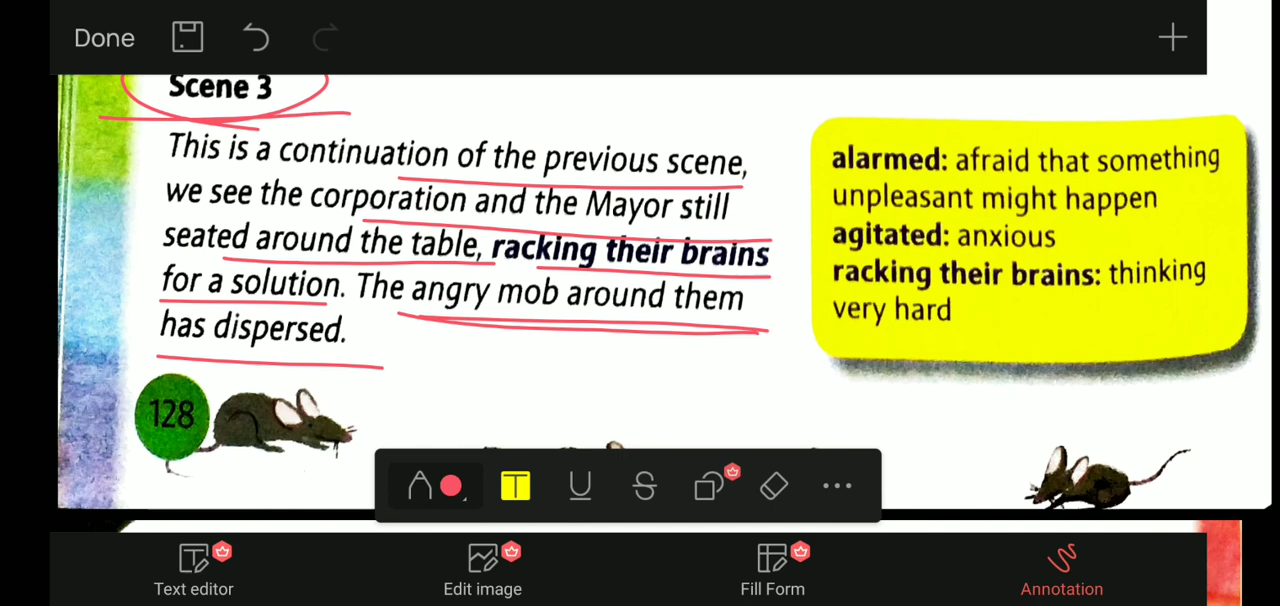 Done
Scene 3
This is a continuation of the previous scene,
we see the corporation and the Mayor still
seated around the table, racking their brains
for a solution. The angry mob around them
has dispersed.
alarmed: afraid that something
unpleasant might happen
agitated: anxious
racking their brains: thinking
very hard
128
Text editor
Edit image
Fill Form
Annotation